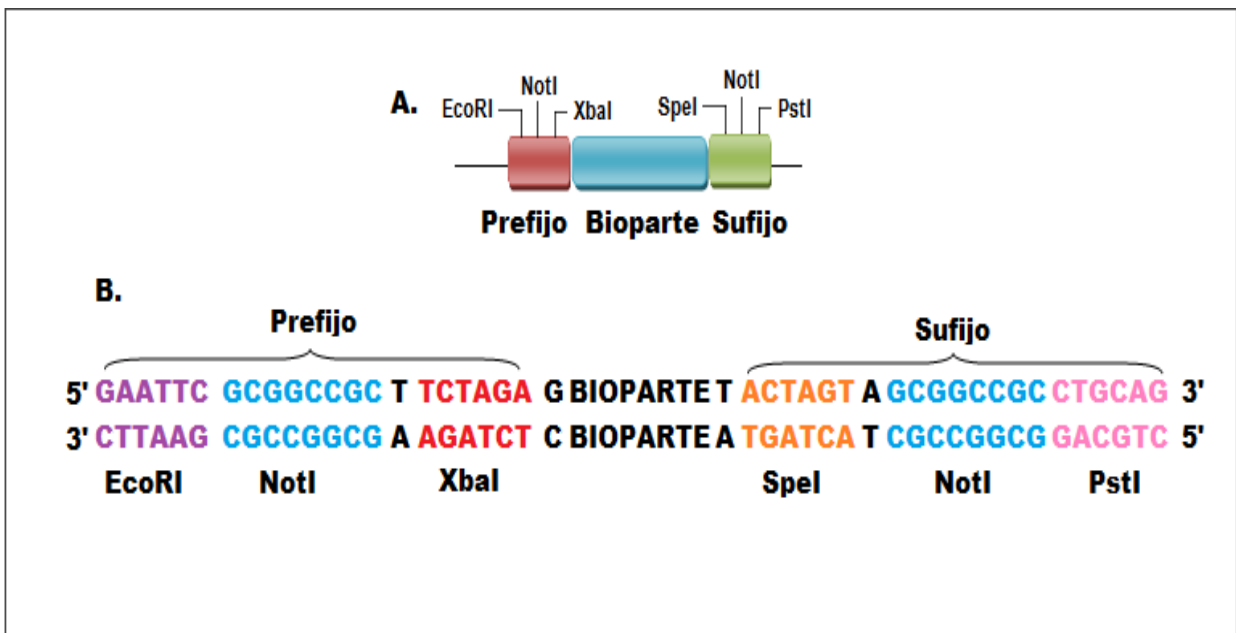 A.
EcoRI NotI XbaI SpeI NotI PstI
Prefijo Bioparte Sufijo
B.
Prefijo Sufijo
5' GAATTC GCGGCCGC T TCTAGA G BIOPARTE T ACTAGT A GCGGCCGC CTGCAG 3'
3' CTTAAG CGCCGGCG A AGATCT C BIOPARTE A TGATCA T CGCCGGCG GACGTC 5'
EcoRI NotI XbaI SpeI NotI PstI